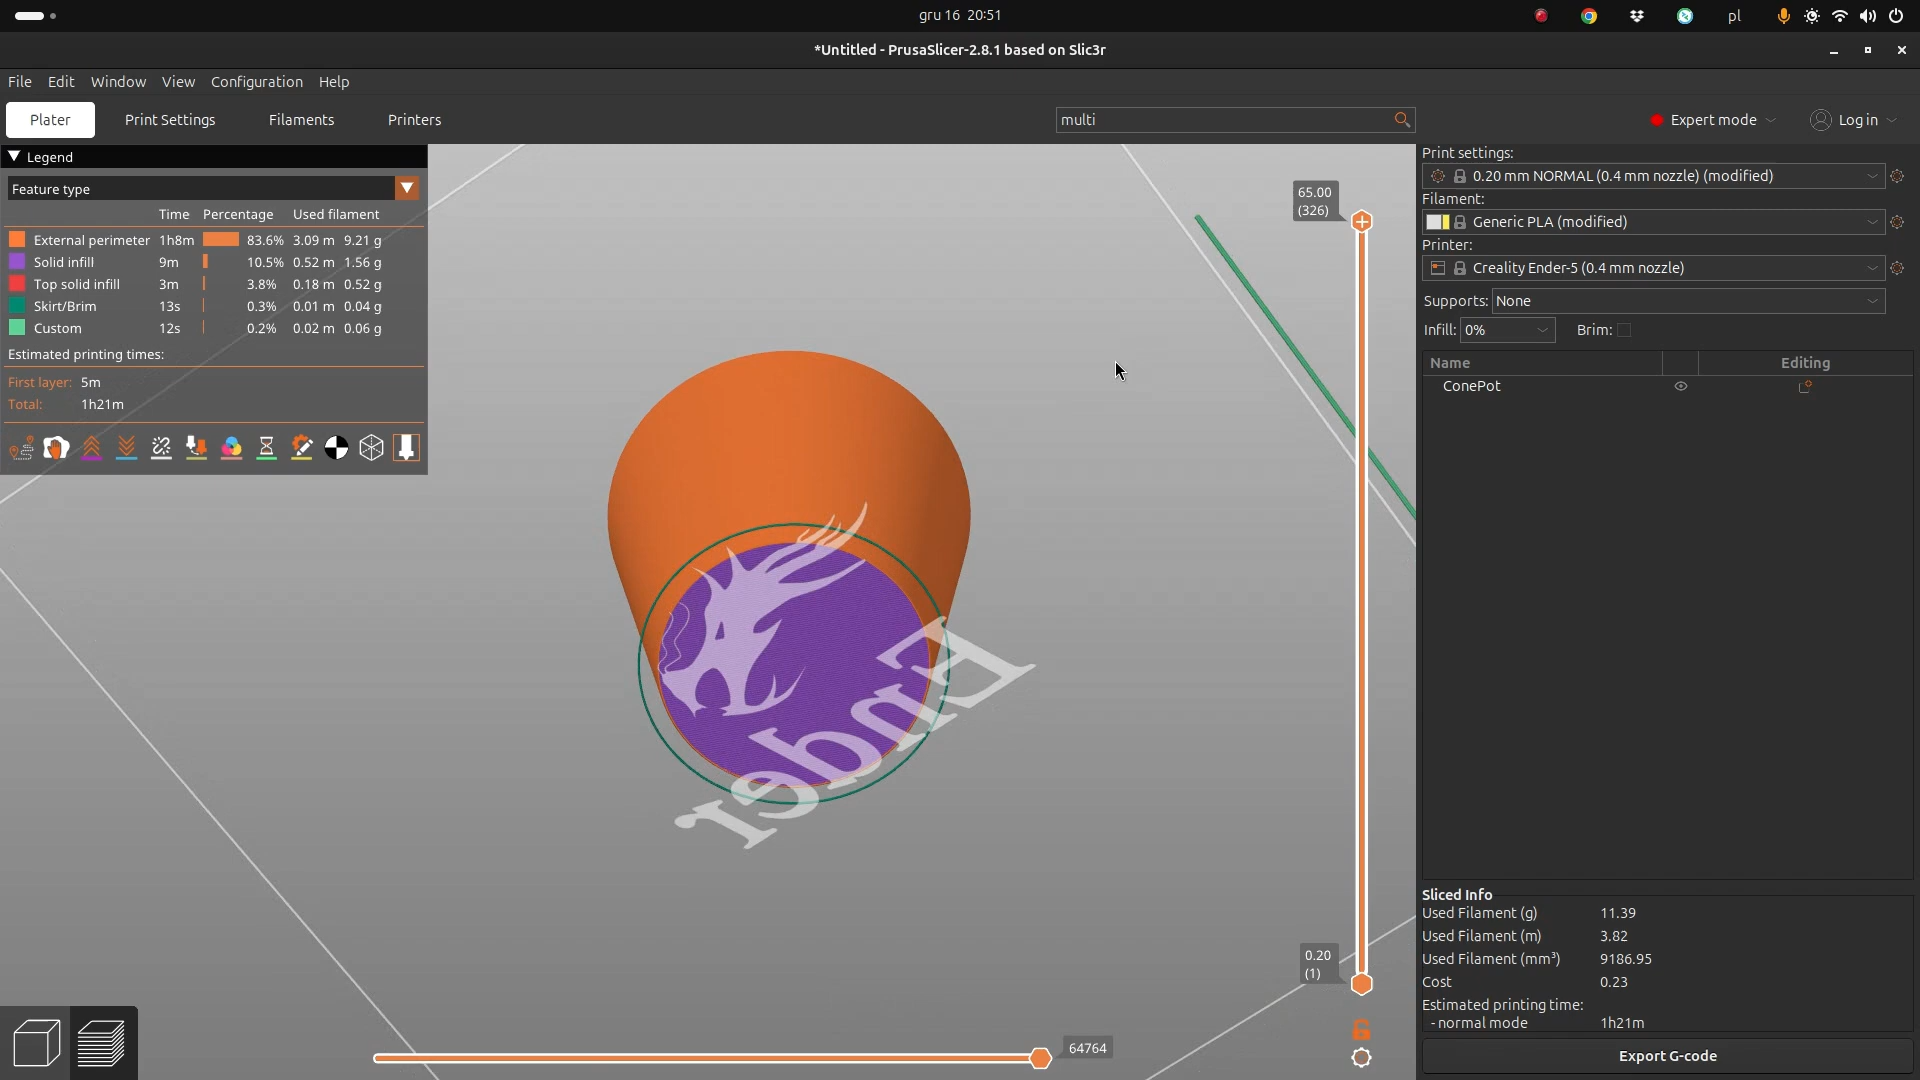 gru 16 20:51
pl
*Untitled - PrusaSlicer-2.8.1 based on Slic3r
File Edit Window View Configuration Help
Plater Print Settings Filaments Printers
multi
Expert mode
Log in
Legend
Feature type
Time Percentage Used filament
External perimeter 1h8m 83.6% 3.09 m 9.21 g
Solid infill 9m 10.5% 0.52 m 1.56 g
Top solid infill 3m 3.8% 0.18 m 0.52 g
Skirt/Brim 13s 0.3% 0.01 m 0.04 g
Custom 12s 0.2% 0.02 m 0.06 g
Estimated printing times:
First layer: 5m
Total: 1h21m
65.00
(326)
Ender
0.20
(1)
64764
Print settings:
0.20 mm NORMAL (0.4 mm nozzle) (modified)
Filament:
Generic PLA (modified)
Printer:
Creality Ender-5 (0.4 mm nozzle)
Supports: None
Infill: 0% Brim:
Name Editing
ConePot
Sliced Info
Used Filament (g) 11.39
Used Filament (m) 3.82
Used Filament (mm³) 9186.95
Cost 0.23
Estimated printing time:
- normal mode 1h21m
Export G-code